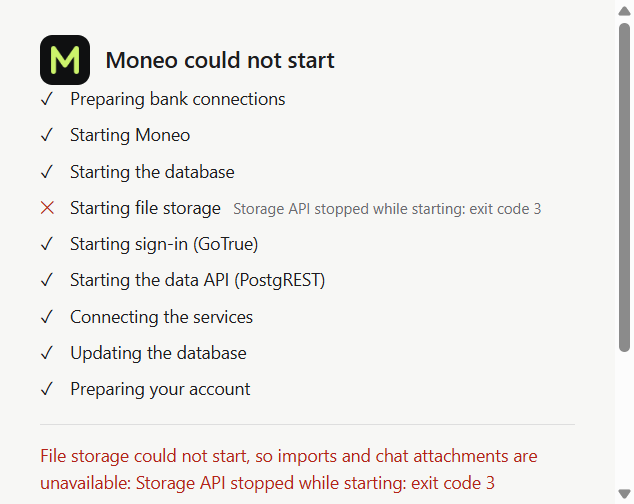 M
Moneo could not start
✓ Preparing bank connections
✓ Starting Moneo
✓ Starting the database
✕ Starting file storage Storage API stopped while starting: exit code 3
✓ Starting sign-in (GoTrue)
✓ Starting the data API (PostgREST)
✓ Connecting the services
✓ Updating the database
✓ Preparing your account
File storage could not start, so imports and chat attachments are
unavailable: Storage API stopped while starting: exit code 3